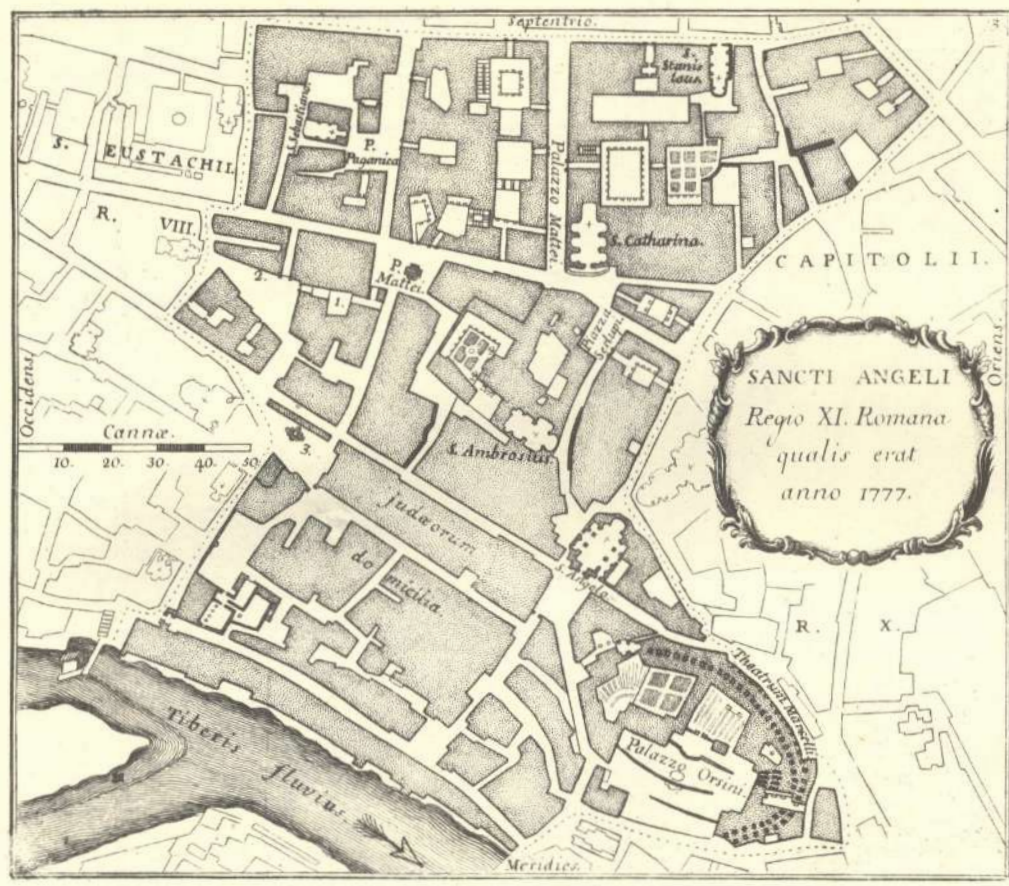 Septentrio.
3
S. Stanis
laus.
S. Sebastiano.
P.
Paganica
S.
EUSTACHII.
R.
VIII.
Palazzo Mattei.
S. Catharina.
CAPITOLII.
P.
Mattei.
2.
1.
Piazza
Occidens.
Oriens
SANCTI ANGELI
Regio XI. Romana
qualis erat
anno 1777.
Cannæ.
10. 20. 30. 40. 50.
3.
S. Ambrosius.
judæorum
domicilia.
S. Angelo.
R. X.
Theatrum Marcelli
Palazzo Orsini.
Tiberis
fluvius.
Meridies.